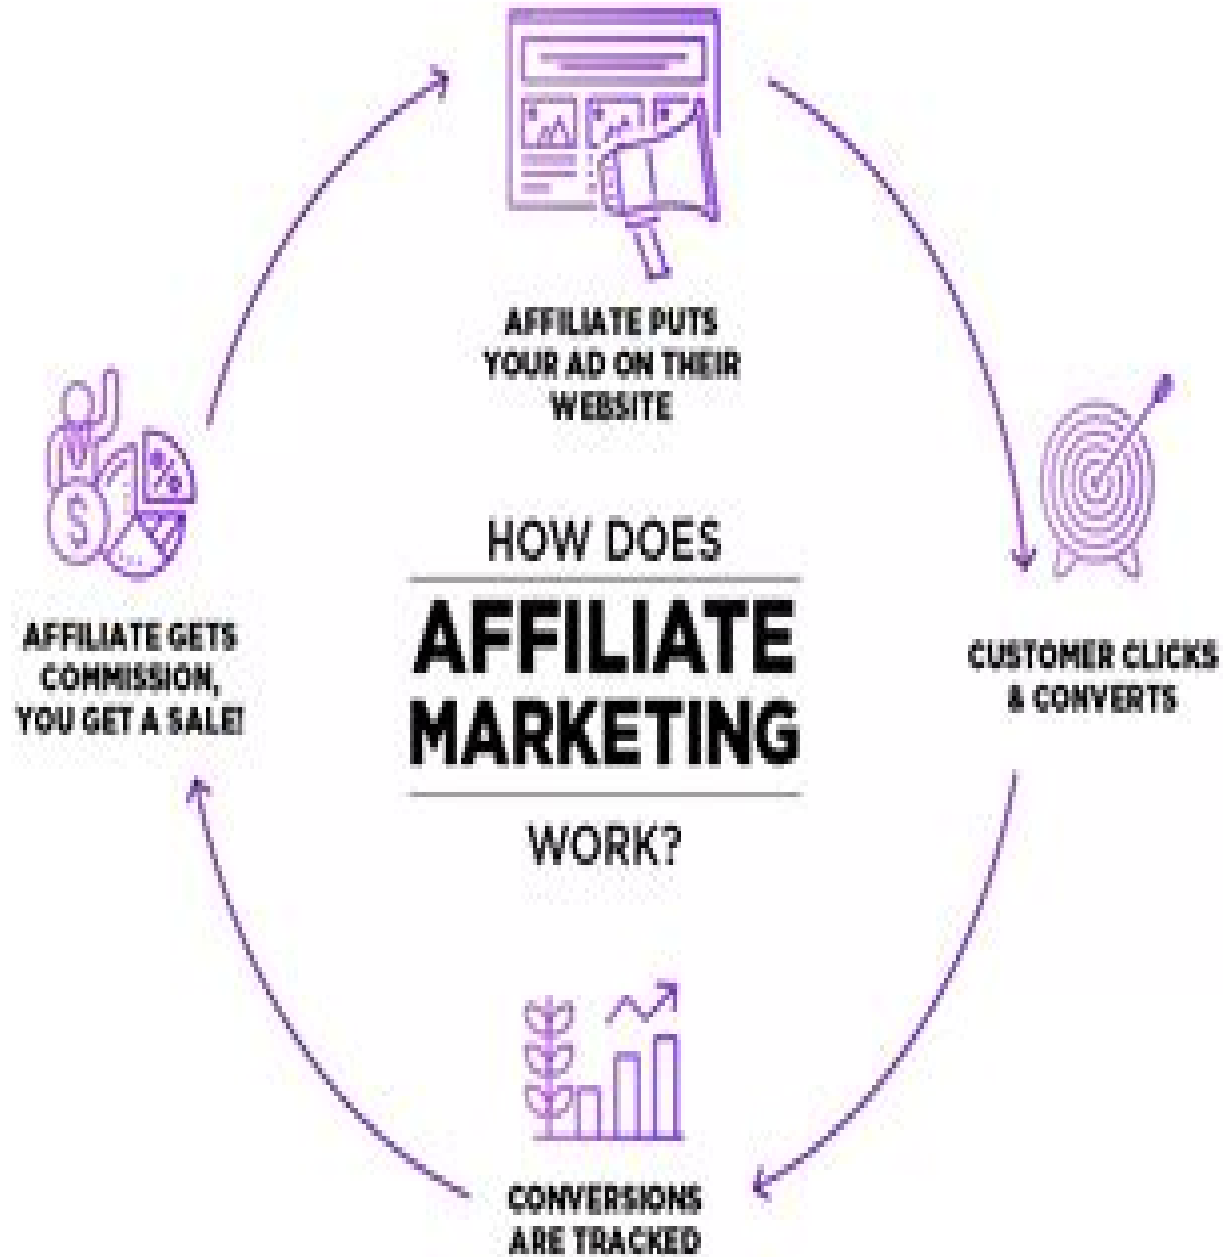 AFFILIATE PUTS
YOUR AD ON THEIR
WEBSITE
HOW DOES
AFFILIATE
MARKETING
WORK?
CUSTOMER CLICKS
& CONVERTS
CONVERSIONS
ARE TRACKED
AFFILIATE GETS
COMMISSION,
YOU GET A SALE!
%
$